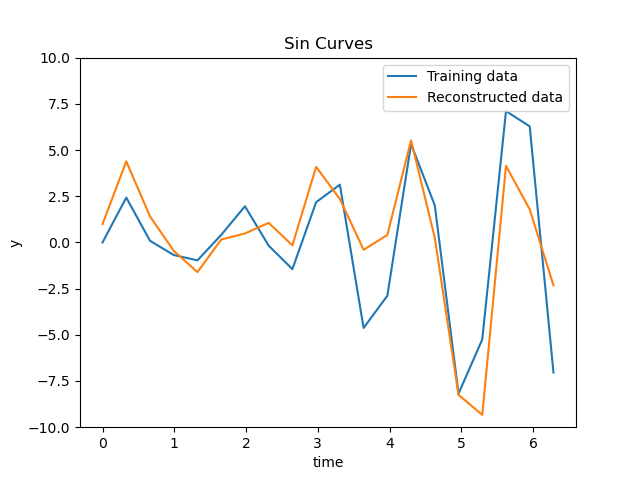 Sin Curves
Training data
Reconstructed data
10.0
7.5
5.0
2.5
0.0
−2.5
−5.0
−7.5
−10.0
y
0 1 2 3 4 5 6
time